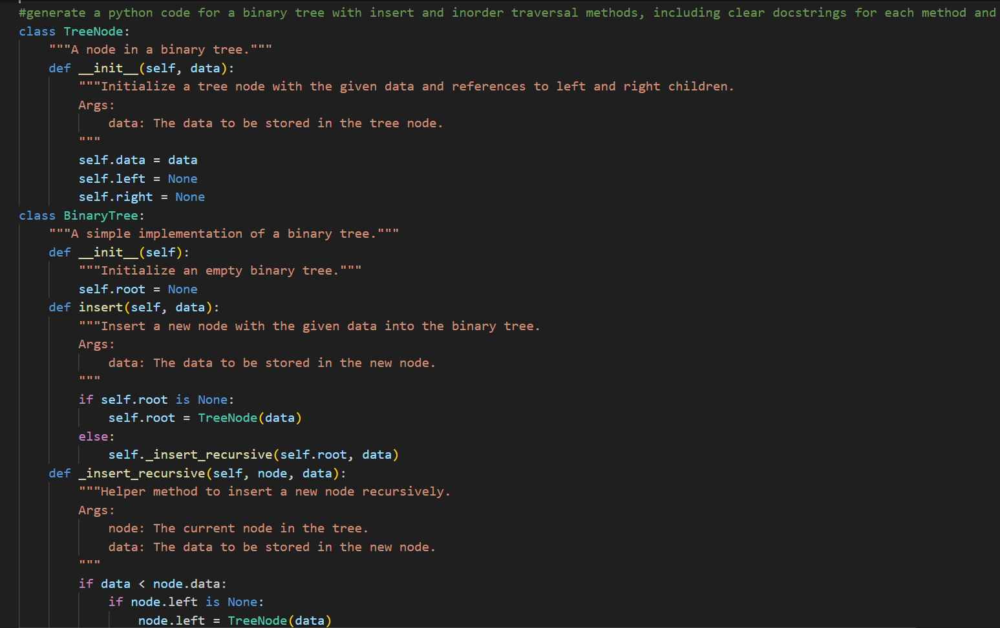 #generate a python code for a binary tree with insert and inorder traversal methods, including clear docstrings for each method and
class TreeNode:
    """A node in a binary tree."""
    def __init__(self, data):
        """Initialize a tree node with the given data and references to left and right children.
        Args:
            data: The data to be stored in the tree node.
        """
        self.data = data
        self.left = None
        self.right = None
class BinaryTree:
    """A simple implementation of a binary tree."""
    def __init__(self):
        """Initialize an empty binary tree."""
        self.root = None
    def insert(self, data):
        """Insert a new node with the given data into the binary tree.
        Args:
            data: The data to be stored in the new node.
        """
        if self.root is None:
            self.root = TreeNode(data)
        else:
            self._insert_recursive(self.root, data)
    def _insert_recursive(self, node, data):
        """Helper method to insert a new node recursively.
        Args:
            node: The current node in the tree.
            data: The data to be stored in the new node.
        """
        if data < node.data:
            if node.left is None:
                node.left = TreeNode(data)